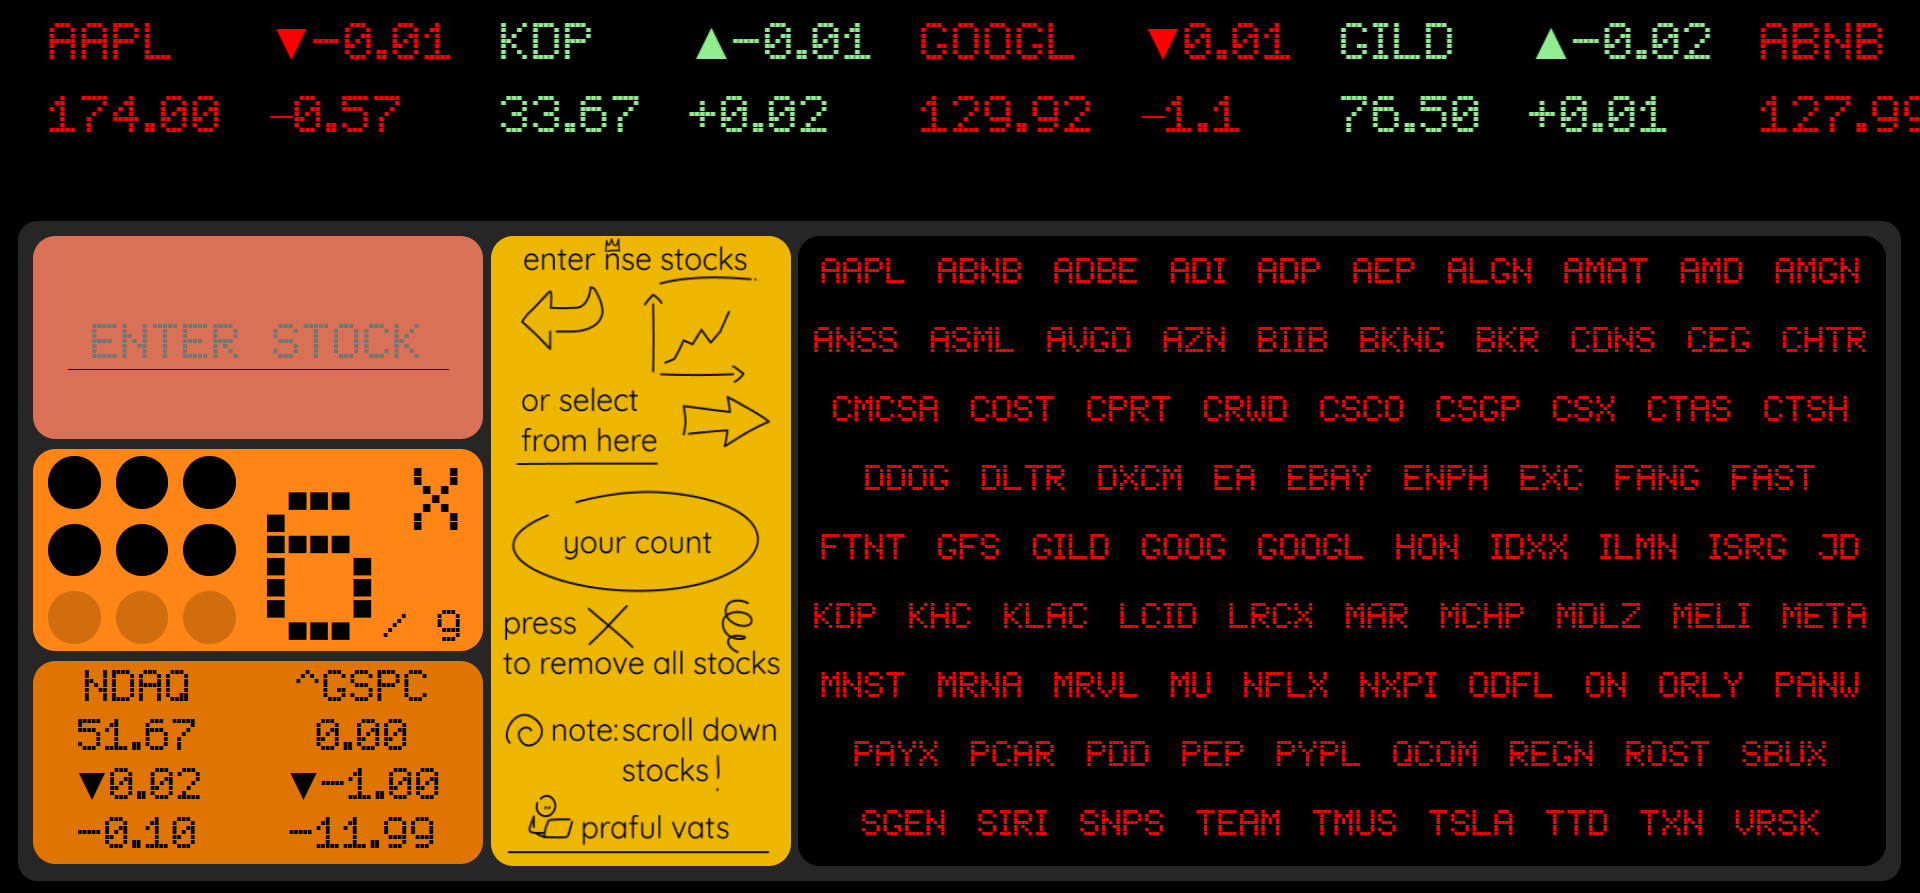 AAPL ▼-0.01 KDP ▲-0.01 GOOGL ▼0.01 GILD ▲-0.02 ABNB
174.00 -0.57 33.67 +0.02 129.92 -1.1 76.50 +0.01 127.99
ENTER STOCK
X
6 / 9
NDAQ ^GSPC
51.67 0.00
▼0.02 ▼-1.00
-0.10 -11.99
enter nse stocks
or select
from here
your count
press X
to remove all stocks
note: scroll down
stocks!
praful vats
AAPL ABNB ADBE ADI ADP AEP ALGN AMAT AMD AMGN
ANSS ASML AVGO AZN BIIB BKNG BKR CDNS CEG CHTR
CMCSA COST CPRT CRWD CSCO CSGP CSX CTAS CTSH
DDOG DLTR DXCM EA EBAY ENPH EXC FANG FAST
FTNT GFS GILD GOOG GOOGL HON IDXX ILMN ISRG JD
KDP KHC KLAC LCID LRCX MAR MCHP MDLZ MELI META
MNST MRNA MRVL MU NFLX NXPI ODFL ON ORLY PANW
PAYX PCAR PDD PEP PYPL QCOM REGN ROST SBUX
SGEN SIRI SNPS TEAM TMUS TSLA TTD TXN VRSK